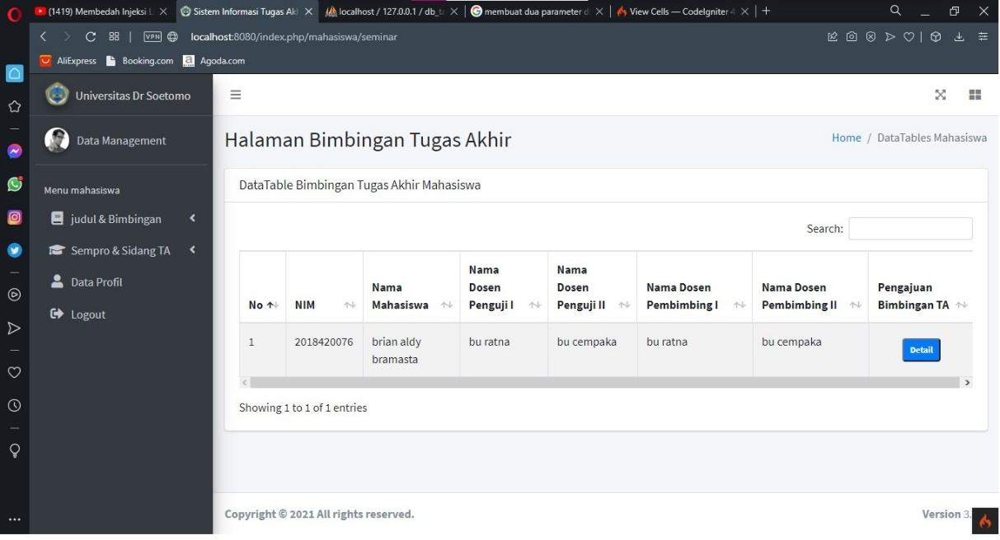 (1419) Membedah Injeksi
Sistem Informasi Tugas Ak
localhost / 127.0.0.1 / db_t
membuat dua parameter d
View Cells — CodeIgniter 4
VPN
localhost:8080/index.php/mahasiswa/seminar
AliExpress
Booking.com
Agoda.com
Universitas Dr Soetomo
Data Management
Menu mahasiswa
judul & Bimbingan
Sempro & Sidang TA
Data Profil
Logout
Halaman Bimbingan Tugas Akhir
Home / DataTables Mahasiswa
DataTable Bimbingan Tugas Akhir Mahasiswa
Search:
No
NIM
Nama
Mahasiswa
Nama
Dosen
Penguji I
Nama
Dosen
Penguji II
Nama Dosen
Pembimbing I
Nama Dosen
Pembimbing II
Pengajuan
Bimbingan TA
1
2018420076
brian aldy
bramasta
bu ratna
bu cempaka
bu ratna
bu cempaka
Detail
Showing 1 to 1 of 1 entries
Copyright © 2021 All rights reserved.
Version 3.